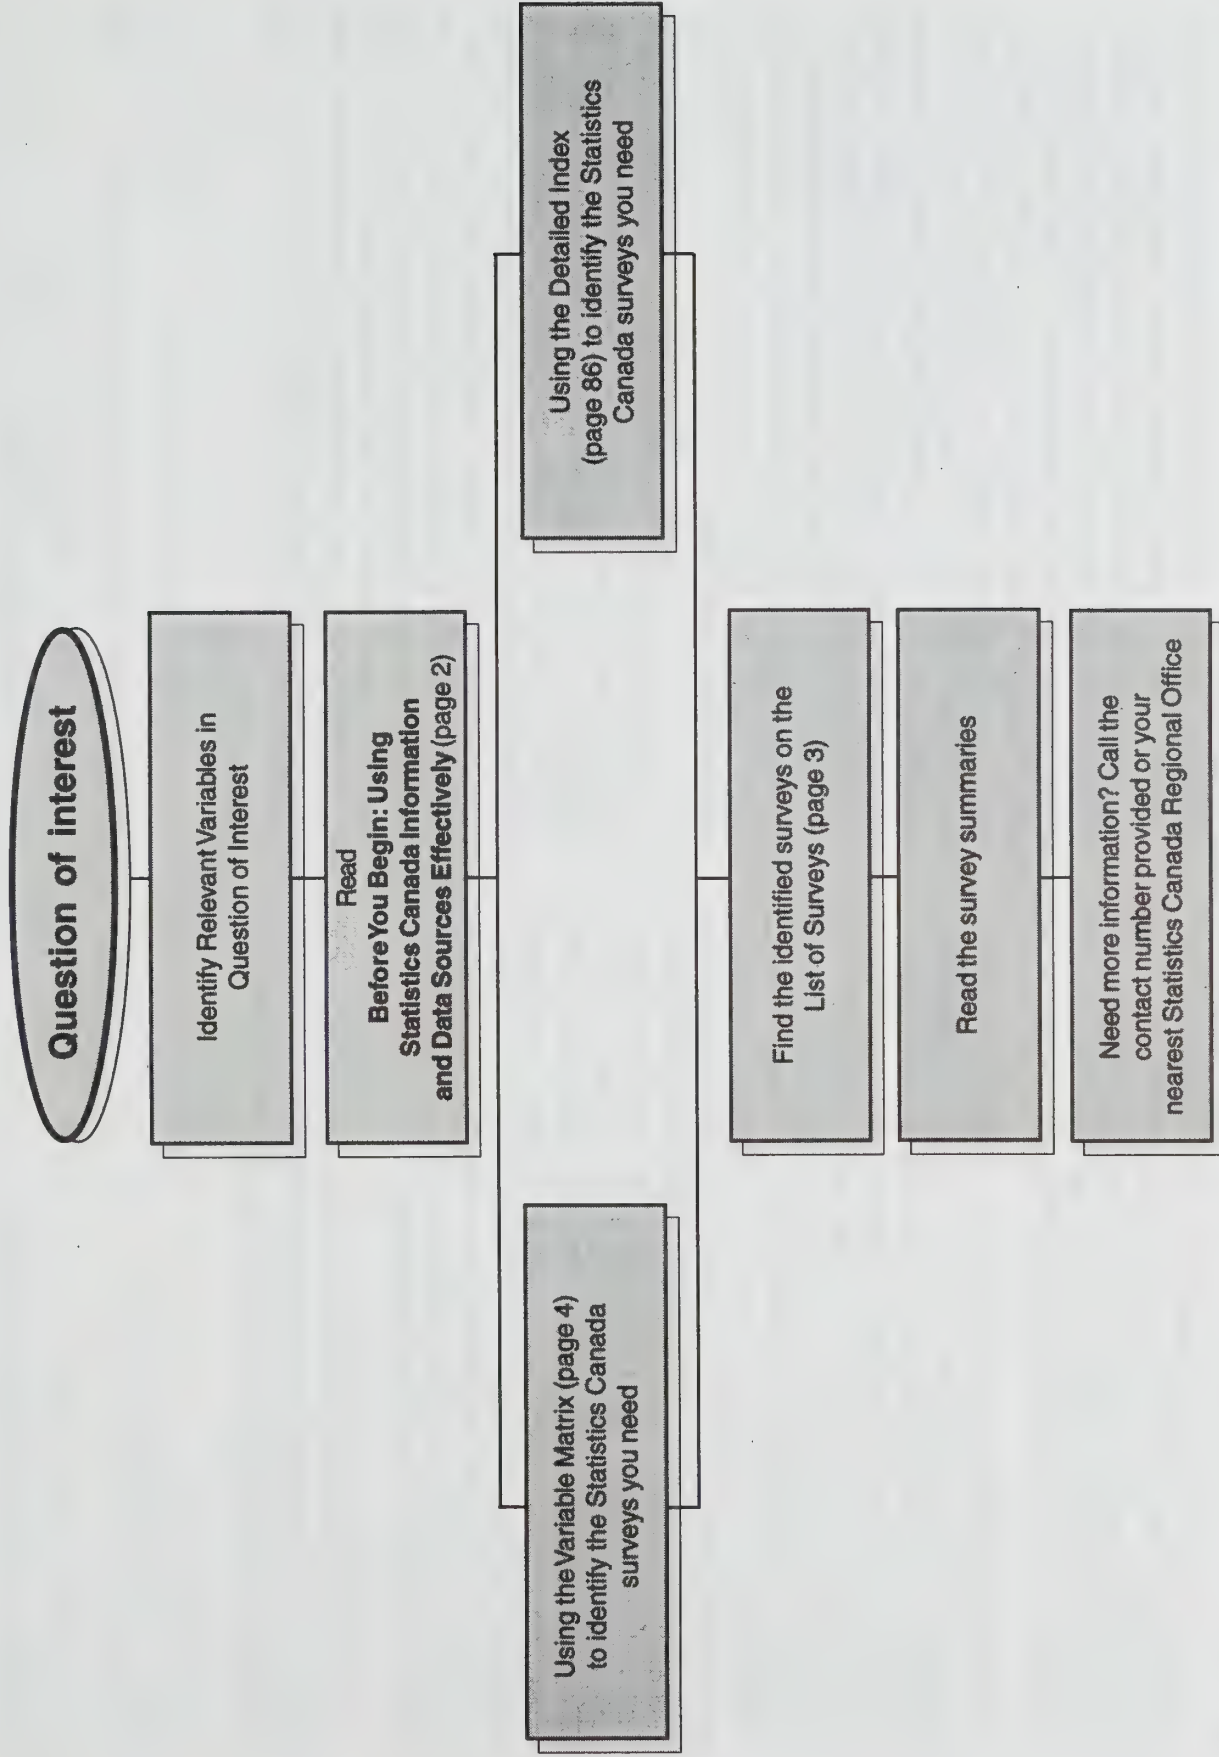 Question of interest
Identify Relevant Variables in
Question of Interest
Read
Before You Begin: Using
Statistics Canada Information
and Data Sources Effectively (page 2)
Using the Variable Matrix (page 4)
to identify the Statistics Canada
surveys you need
Using the Detailed Index
(page 86) to identify the Statistics
Canada surveys you need
Find the identified surveys on the
List of Surveys (page 3)
Read the survey summaries
Need more information? Call the
contact number provided or your
nearest Statistics Canada Regional Office